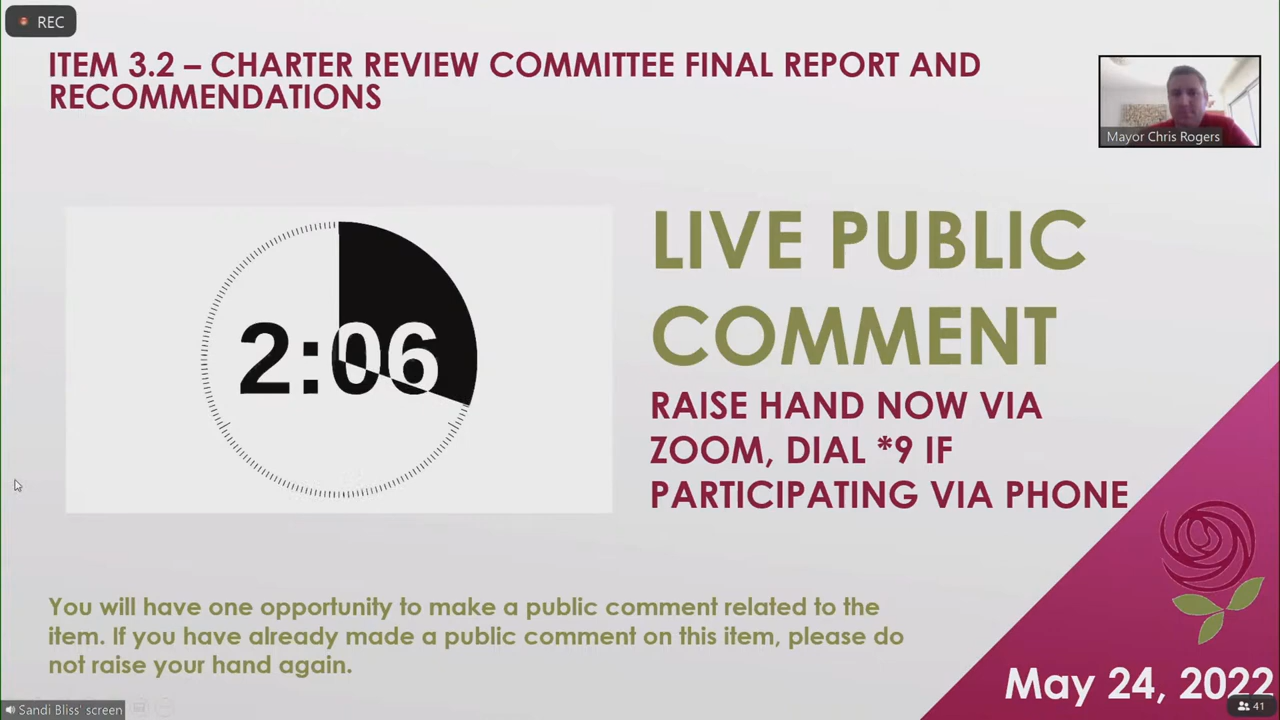 REC
ITEM 3.2 – CHARTER REVIEW COMMITTEE FINAL REPORT AND
RECOMMENDATIONS
Mayor Chris Rogers
2:06
LIVE PUBLIC
COMMENT
RAISE HAND NOW VIA
ZOOM, DIAL *9 IF
PARTICIPATING VIA PHONE
You will have one opportunity to make a public comment related to the
item. If you have already made a public comment on this item, please do
not raise your hand again.
May 24, 2022
Sandi Bliss' screen
41